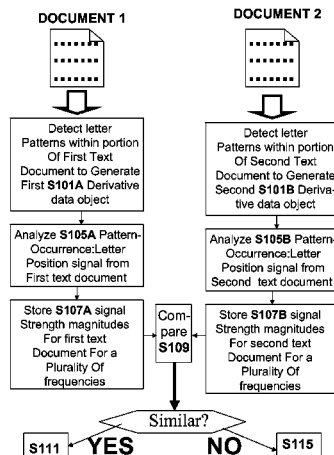 DOCUMENT 1
DOCUMENT 2
Detect letter
Patterns within portion
Of First Text
Document to Generate
First S101A Derivative
data object
Detect letter
Patterns within portion
Of Second Text
Document to Generate
Second S101B Deriva-
tive data object
Analyze S105A Pattern-
Occurrence:Letter
Position signal from
First text document
Analyze S105B Pattern-
Occurrence:Letter
Position signal from
Second text document
Store S107A signal
Strength magnitudes
For first text
Document For a
Plurality Of
frequencies
Com-
pare
S109
Store S107B signal
Strength magnitudes
For second text
Document For a
Plurality Of
frequencies
Similar?
S111
YES
NO
S115